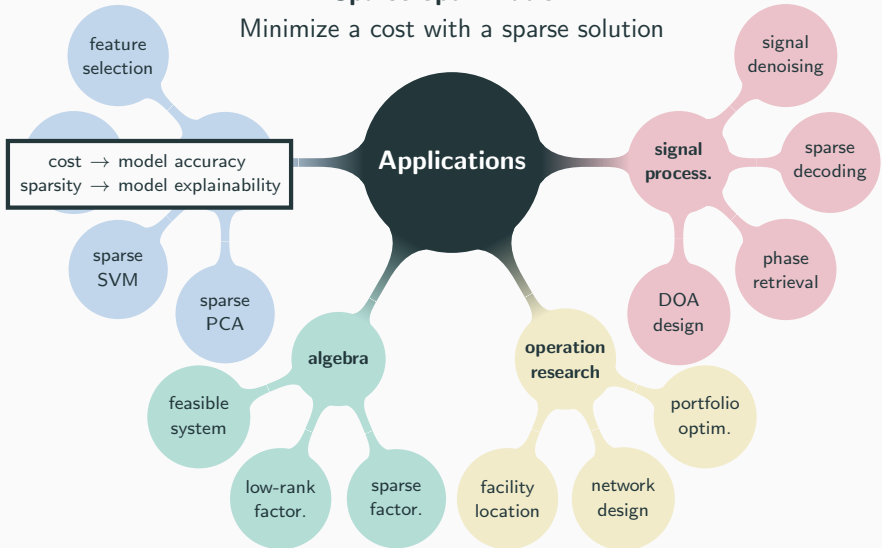 Minimize a cost with a sparse solution
feature
selection
signal
denoising
cost → model accuracy
sparsity → model explainability
Applications
signal
process.
sparse
decoding
sparse
SVM
sparse
PCA
phase
retrieval
DOA
design
algebra
operation
research
feasible
system
portfolio
optim.
low-rank
factor.
sparse
factor.
facility
location
network
design